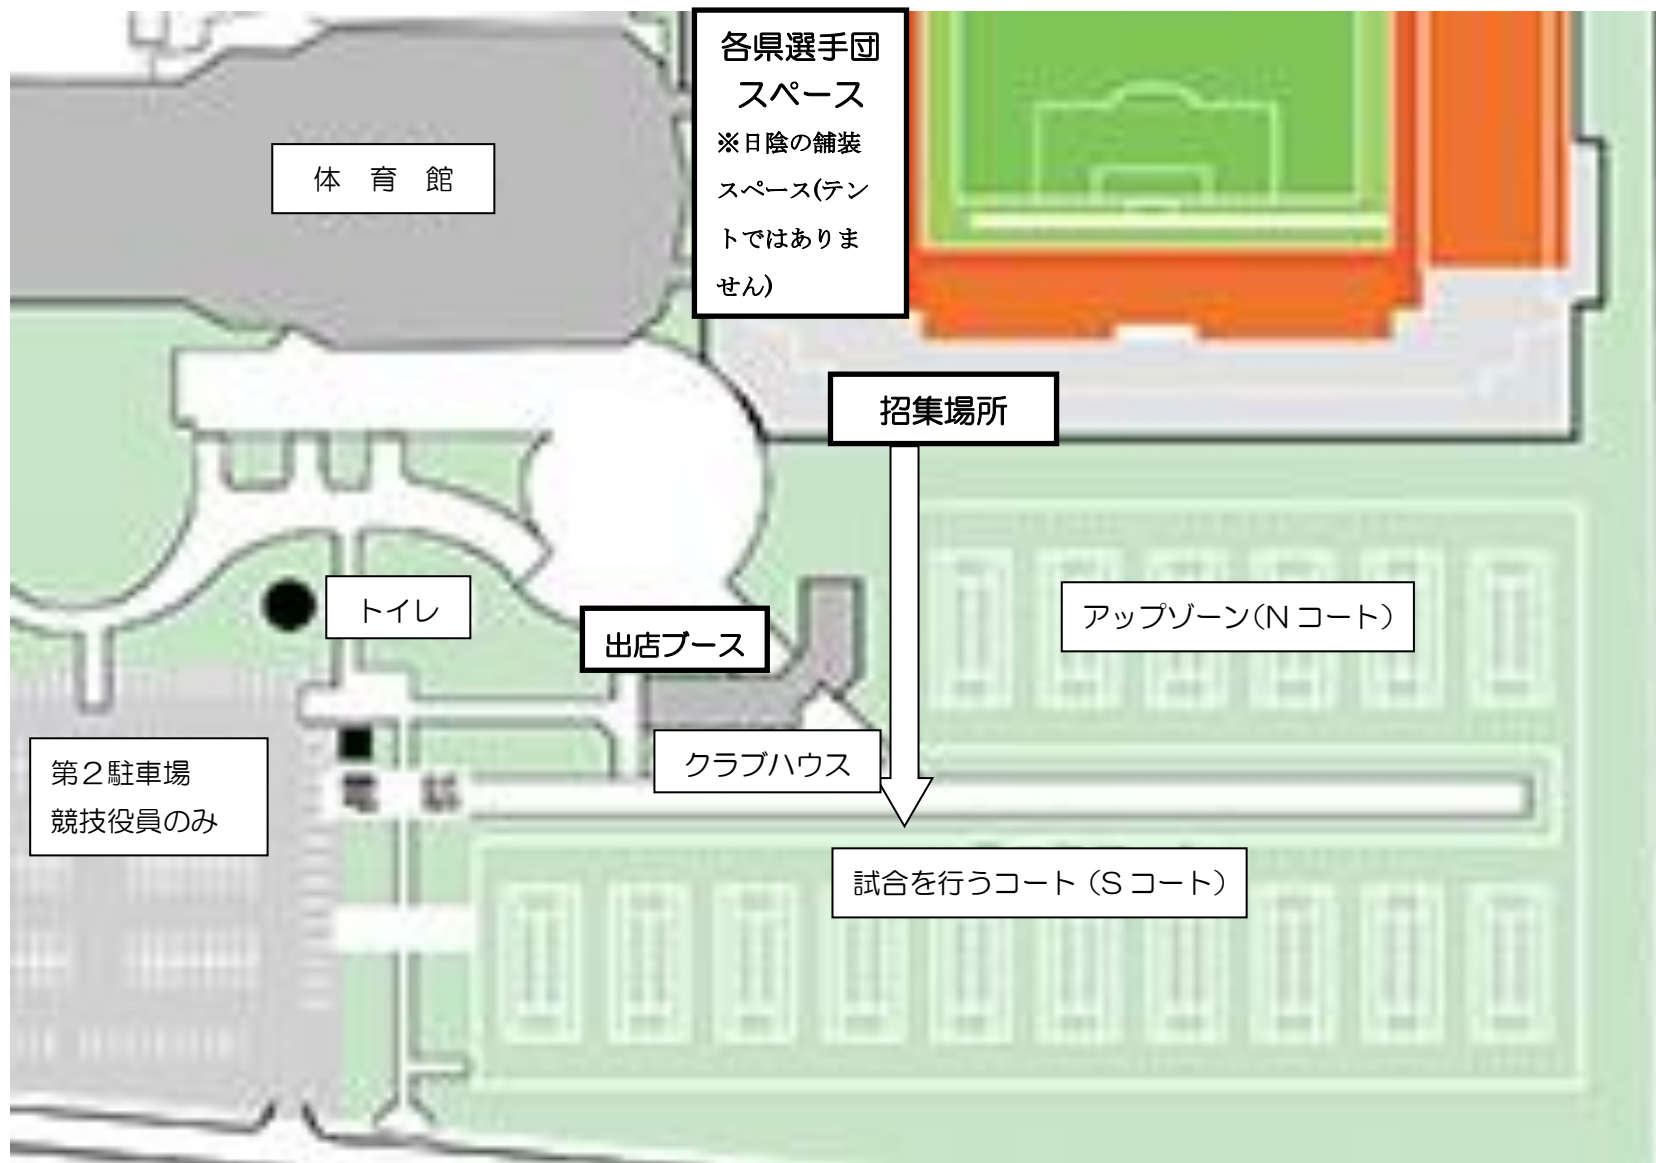 各県選手団
スペース
※日陰の舗装
スペース(テン
トではありま
せん)
体 育 館
招集場所
トイレ
出店ブース
アップゾーン(Nコート)
クラブハウス
第２駐車場
競技役員のみ
試合を行うコート(Sコート)